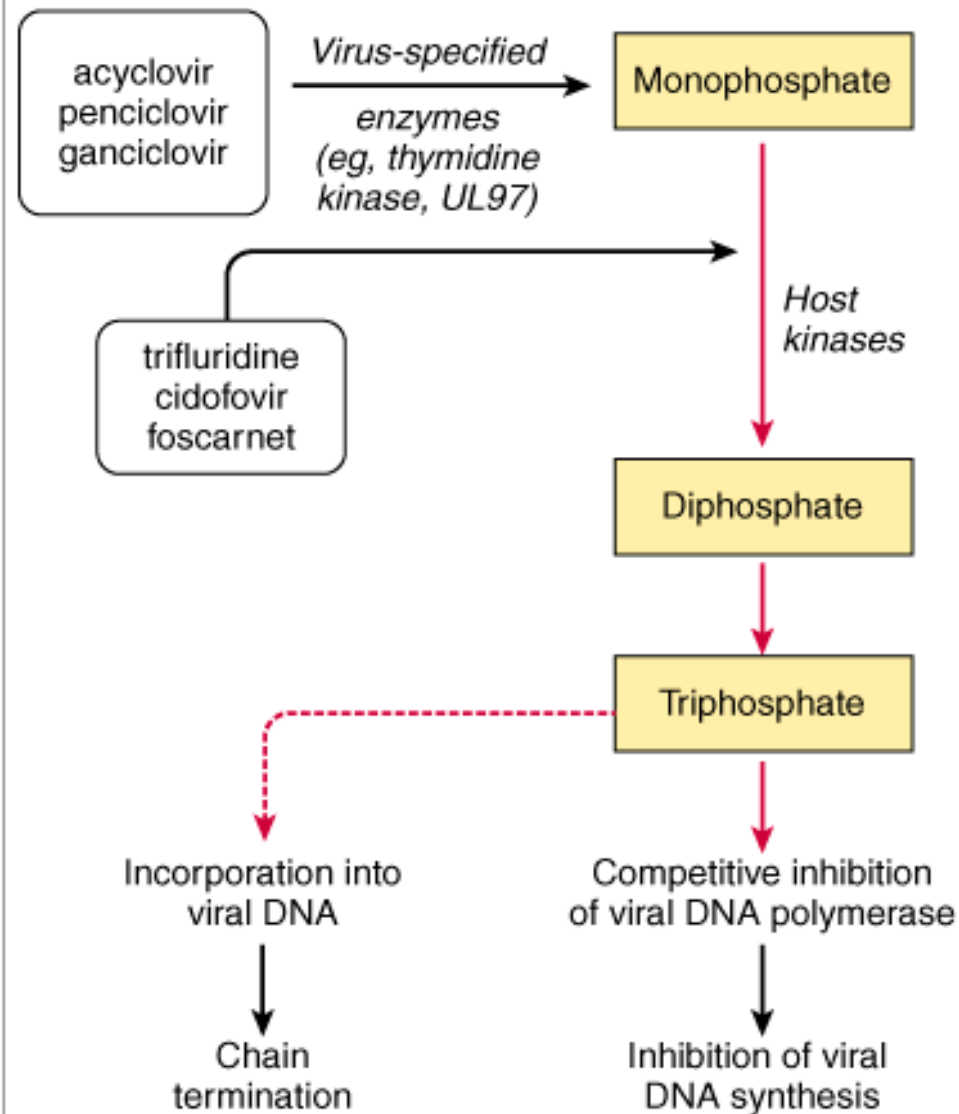 acyclovir
penciclovir
ganciclovir
Virus-specified
enzymes
(eg, thymidine
kinase, UL97)
Monophosphate
trifluridine
cidofovir
foscarnet
Host
kinases
Diphosphate
Triphosphate
Incorporation into
viral DNA
Competitive inhibition
of viral DNA polymerase
Chain
termination
Inhibition of viral
DNA synthesis